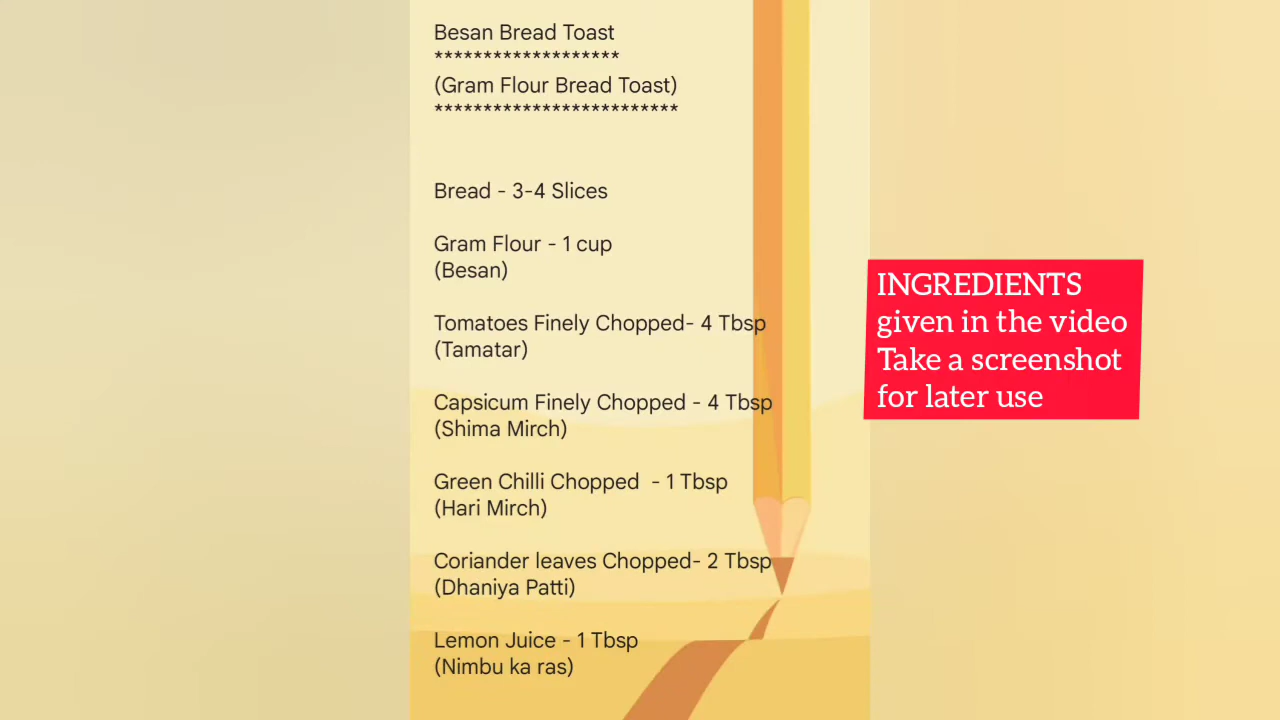 Besan Bread Toast
*******************
(Gram Flour Bread Toast)
*************************
Bread - 3-4 Slices
Gram Flour - 1 cup
(Besan)
Tomatoes Finely Chopped- 4 Tbsp
(Tamatar)
Capsicum Finely Chopped - 4 Tbsp
(Shima Mirch)
Green Chilli Chopped  - 1 Tbsp
(Hari Mirch)
Coriander leaves Chopped- 2 Tbsp
(Dhaniya Patti)
Lemon Juice - 1 Tbsp
(Nimbu ka ras)
INGREDIENTS
given in the video
Take a screenshot
for later use